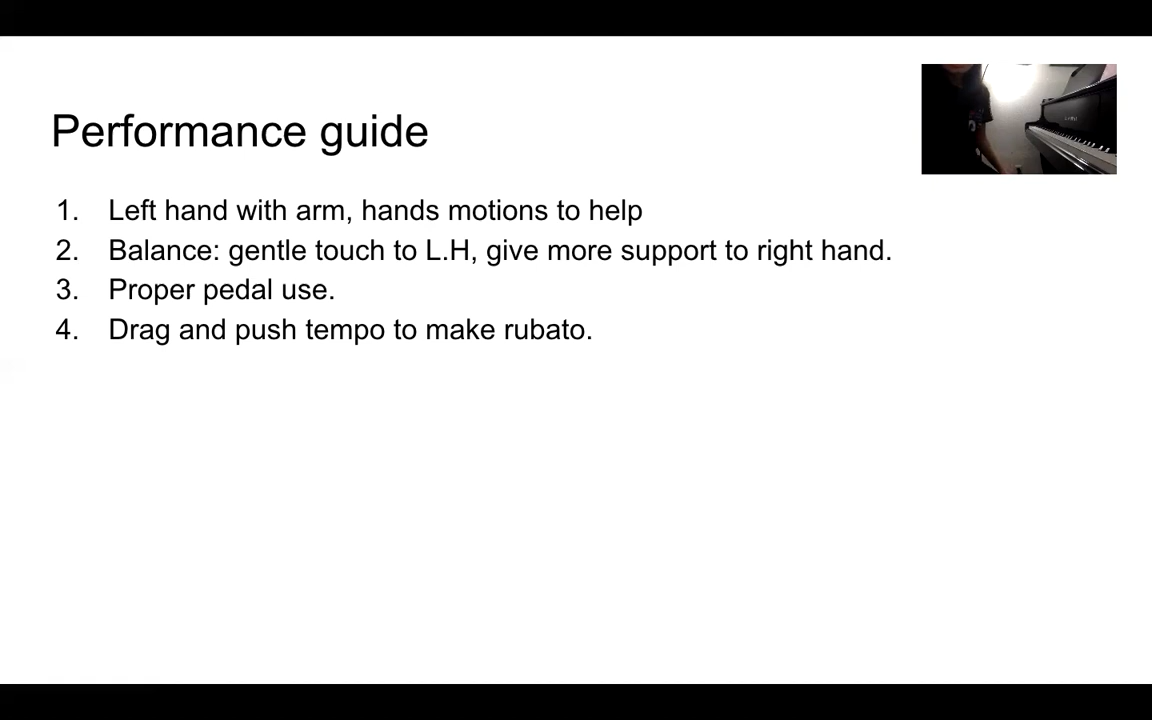 Performance guide
1. Left hand with arm, hands motions to help
2. Balance: gentle touch to L.H, give more support to right hand.
3. Proper pedal use.
4. Drag and push tempo to make rubato.